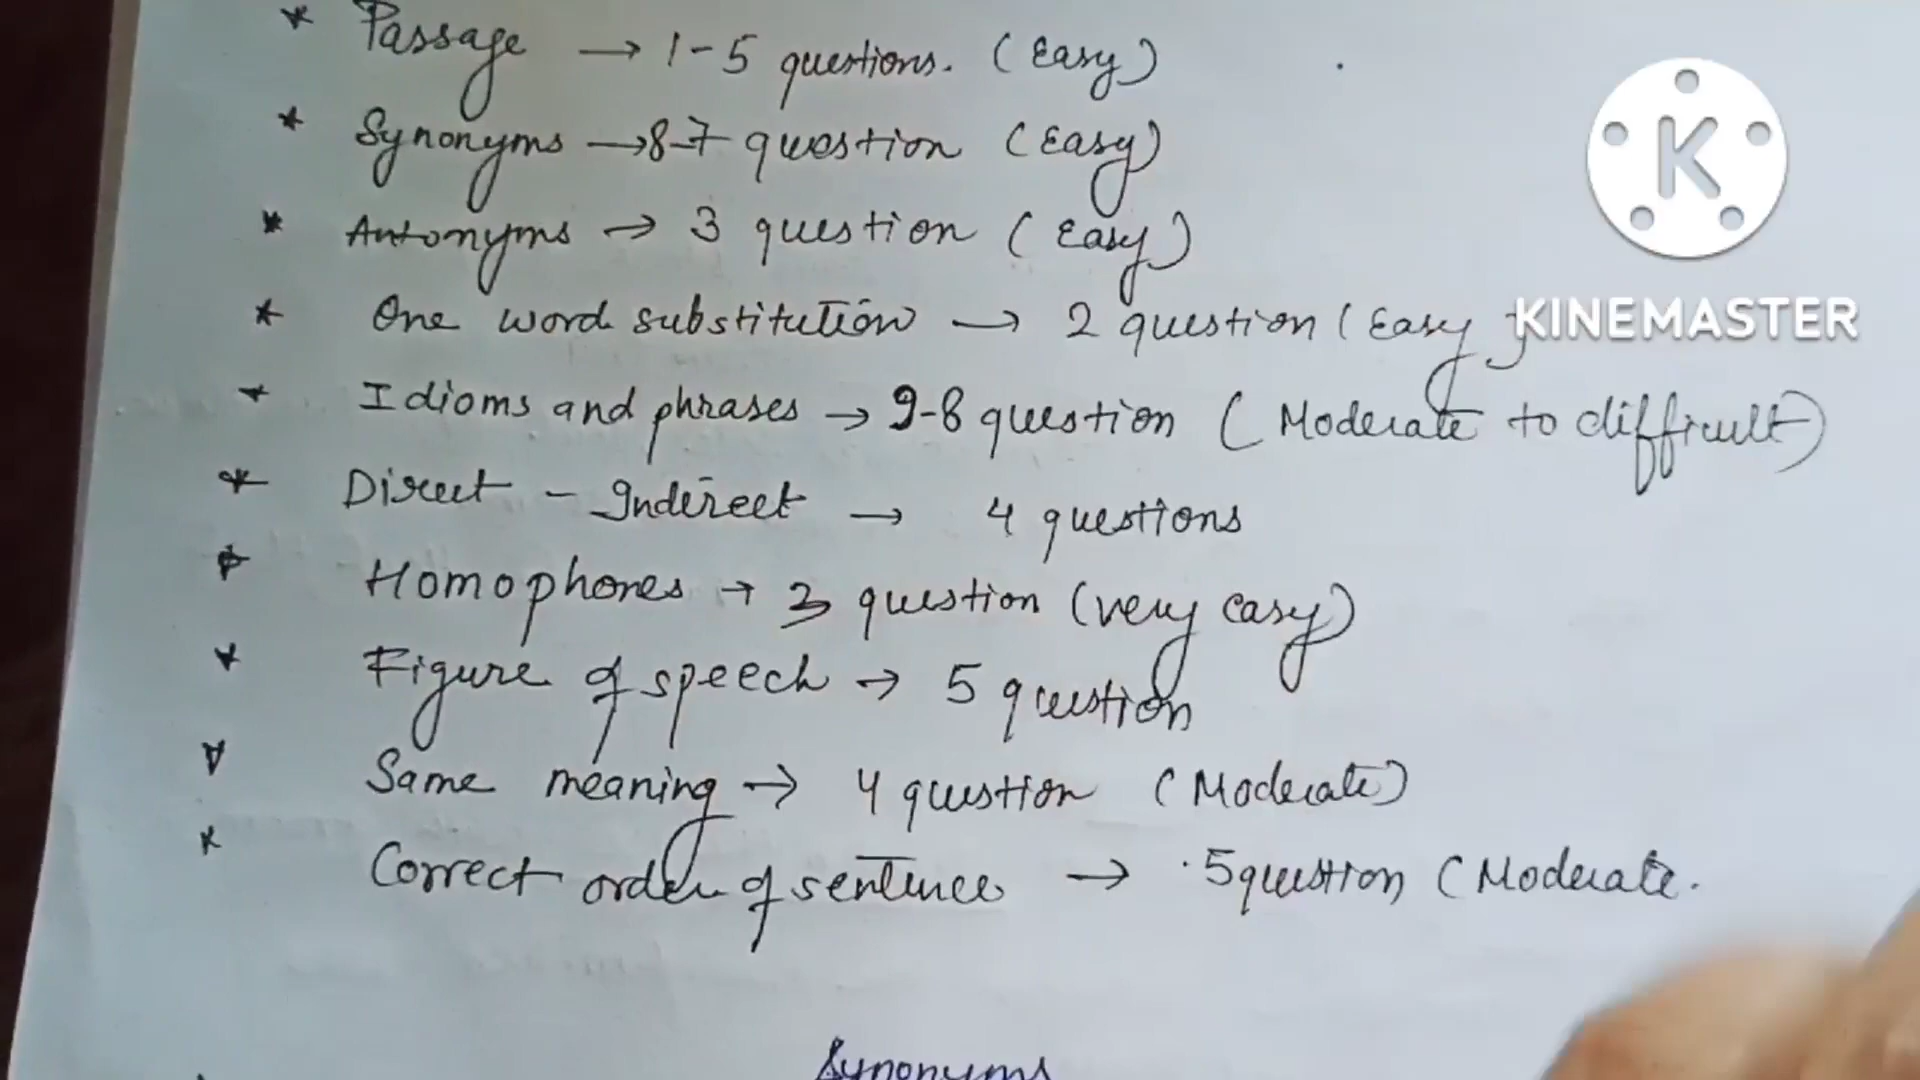 * Passage → 1-5 questions. (Easy)
* Synonyms → 8-7 question (Easy)
* Antonyms → 3 question (Easy)
* One word substitution → 2 question (Easy)
* Idioms and phrases → 9-8 question (Moderate to difficult)
* Direct - Indirect → 4 questions
* Homophones → 3 question (very easy)
* Figure of speech → 5 question
* Same meaning → 4 question (Moderate)
* Correct order of sentence → 5 question (Moderate.
Synonyms
K
KINEMASTER